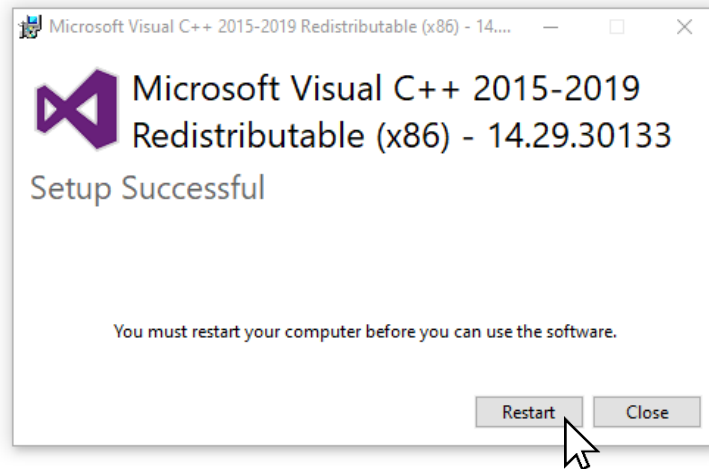 Microsoft Visual C++ 2015-2019 Redistributable (x86) - 14....
Microsoft Visual C++ 2015-2019
Redistributable (x86) - 14.29.30133
Setup Successful
You must restart your computer before you can use the software.
Restart
Close